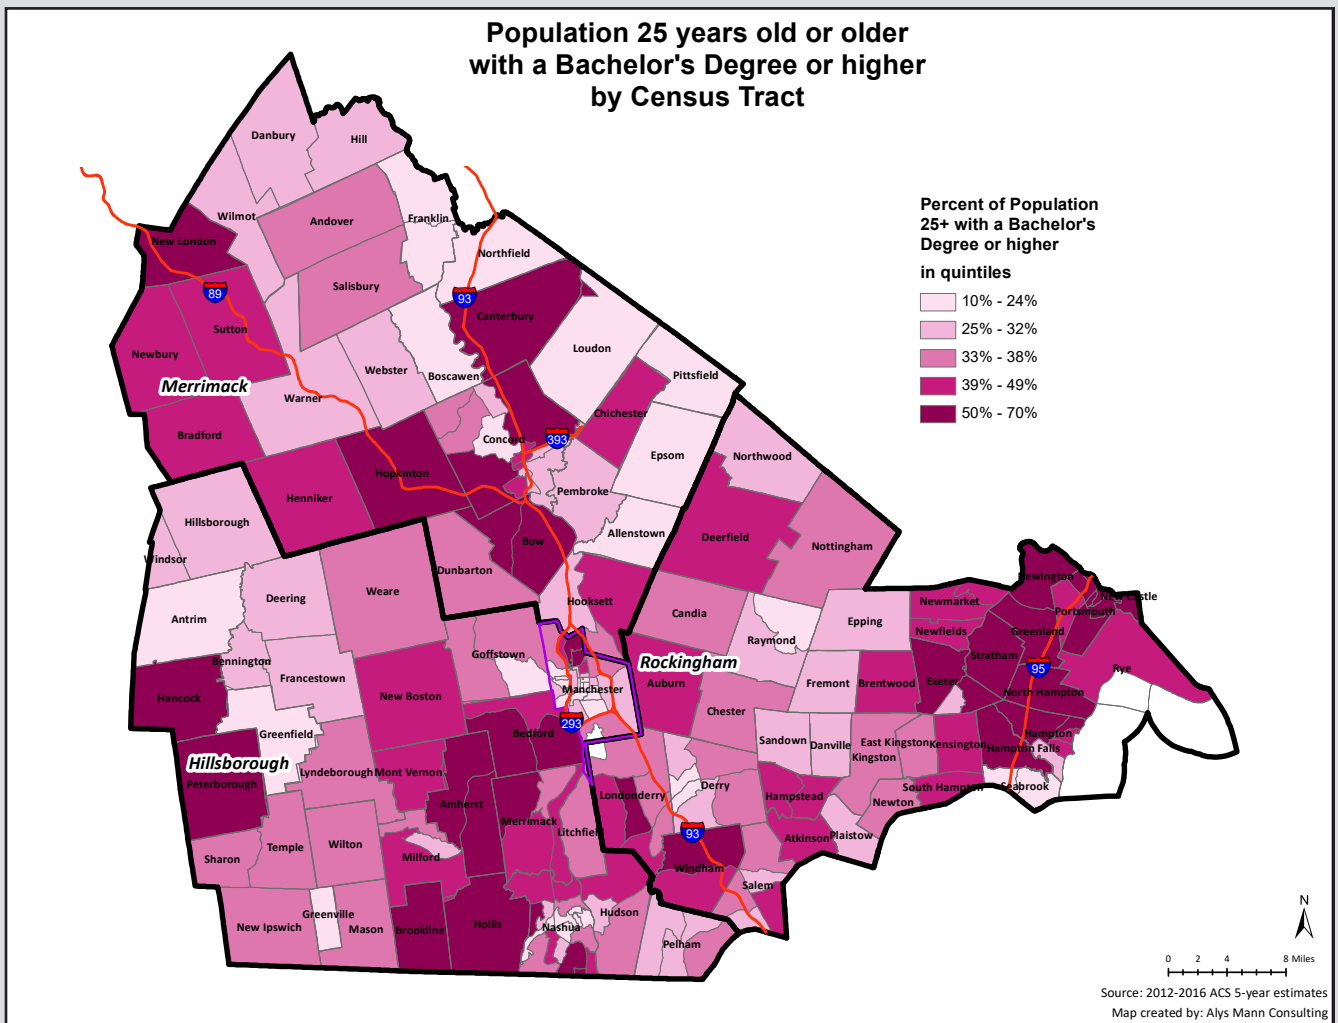 Population 25 years old or older
with a Bachelor's Degree or higher
by Census Tract
Percent of Population
25+ with a Bachelor's
Degree or higher
in quintiles
10% - 24%
25% - 32%
33% - 38%
39% - 49%
50% - 70%
Danbury
Hill
Wilmot
Andover
Franklin
New London
Northfield
89
Salisbury
93
Canterbury
Sutton
Newbury
Loudon
Webster
Boscawen
Pittsfield
Merrimack
Warner
Chichester
Bradford
Concord
393
Epsom
Northwood
Hopkinton
Henniker
Pembroke
Hillsborough
Allenstown
Bow
Deerfield
Nottingham
Windsor
Dunbarton
Weare
Deering
Hooksett
Antrim
Candia
Epping
Raymond
Newmarket
Newfields
ewington
New Castle
Portsmouth
Greenland
Bennington
Goffstown
Rockingham
Stratham
95
Rye
Francestown
Hancock
New Boston
Manchester
Auburn
Fremont
Brentwood
Exeter
North Hampton
Chester
293
Greenfield
Bedford
Sandown
Danville
East Kingston
Kensington
Kingston
Hampton
Hampton Falls
Hillsborough
Lyndeborough
Mont Vernon
Peterborough
Derry
South Hampton
Seabrook
Amherst
Londonderry
Hampstead
Newton
Merrimack
Litchfield
93
Atkinson
Plaistow
Temple
Wilton
Milford
Sharon
Windham
Salem
Greenville
Hudson
New Ipswich
Mason
Brookline
Hollis
Nashua
Pelham
N
0 2 4 8 Miles
Source: 2012-2016 ACS 5-year estimates
Map created by: Alys Mann Consulting